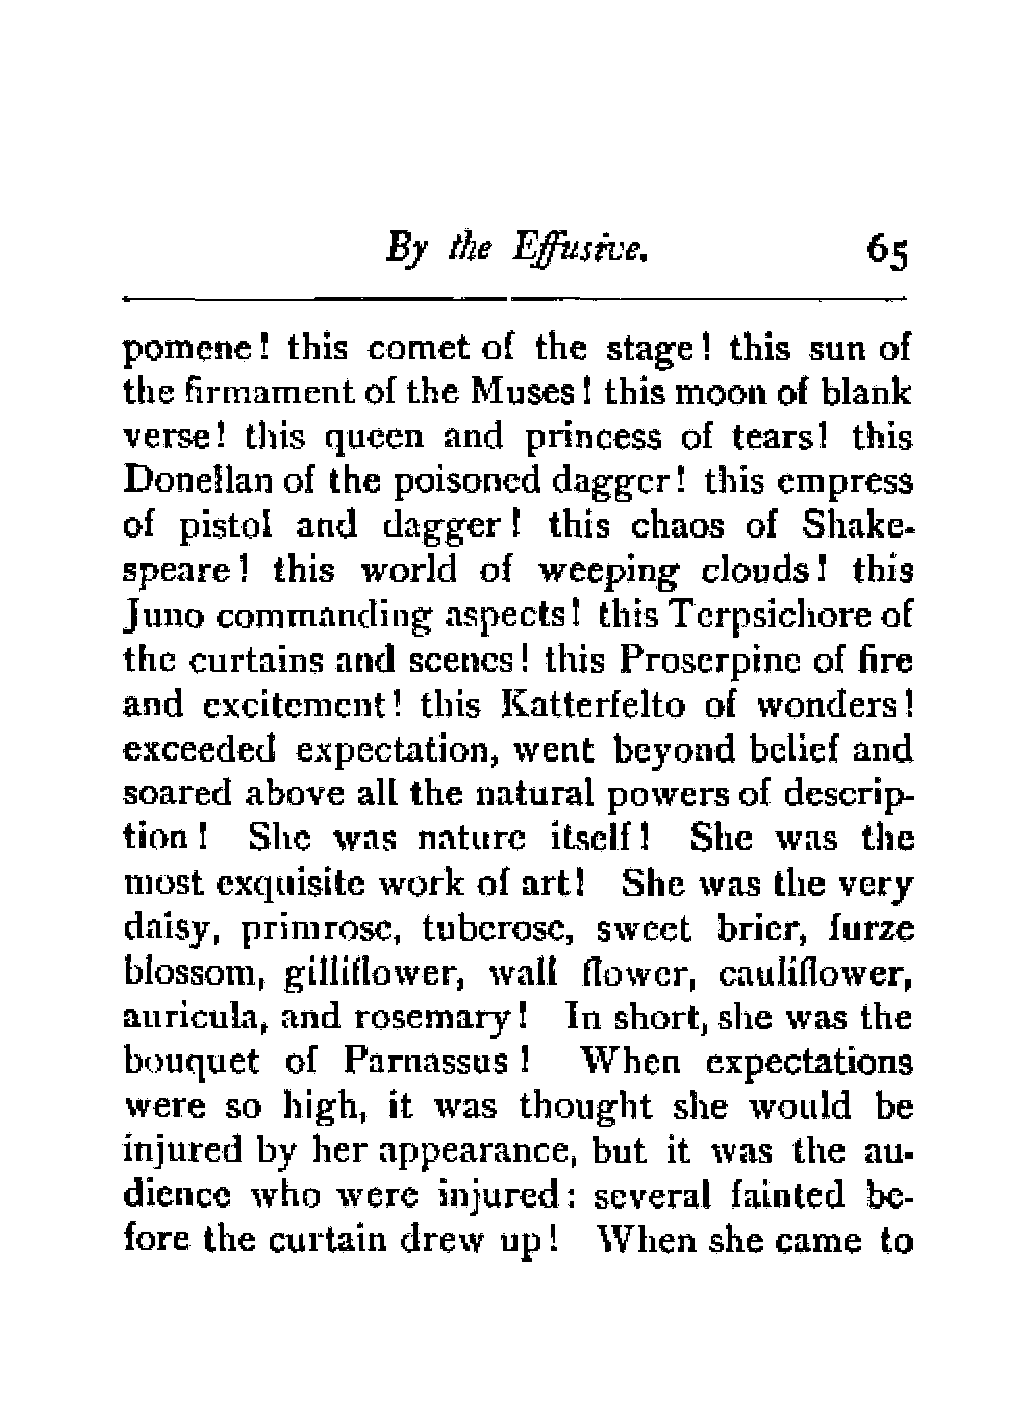 By the Effusive. 65
pomene! this comet of the stage! this sun of
the firmament of the Muses! this moon of blank
verse! this queen and princess of tears! this
Donellan of the poisoned dagger! this empress
of pistol and dagger! this chaos of Shake-
speare! this world of weeping clouds! this
Juno commanding aspects! this Terpsichore of
the curtains and scenes! this Proserpine of fire
and excitement! this Katterfelto of wonders!
exceeded expectation, went beyond belief and
soared above all the natural powers of descrip-
tion! She was nature itself! She was the
most exquisite work of art! She was the very
daisy, primrose, tuberose, sweet brier, furze
blossom, gilliflower, wall flower, cauliflower,
auricula, and rosemary! In short, she was the
bouquet of Parnassus! When expectations
were so high, it was thought she would be
injured by her appearance, but it was the au-
dience who were injured: several fainted be-
fore the curtain drew up! When she came to